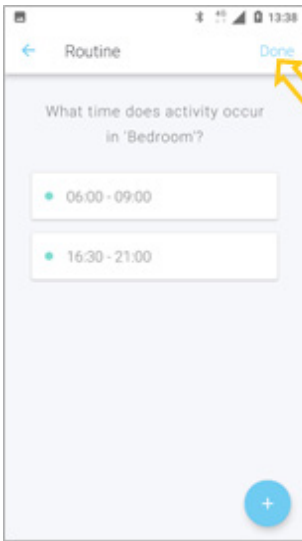 13:38
Routine
Done
What time does activity occur
in 'Bedroom'?
06:00 - 09:00
16:30 - 21:00
+